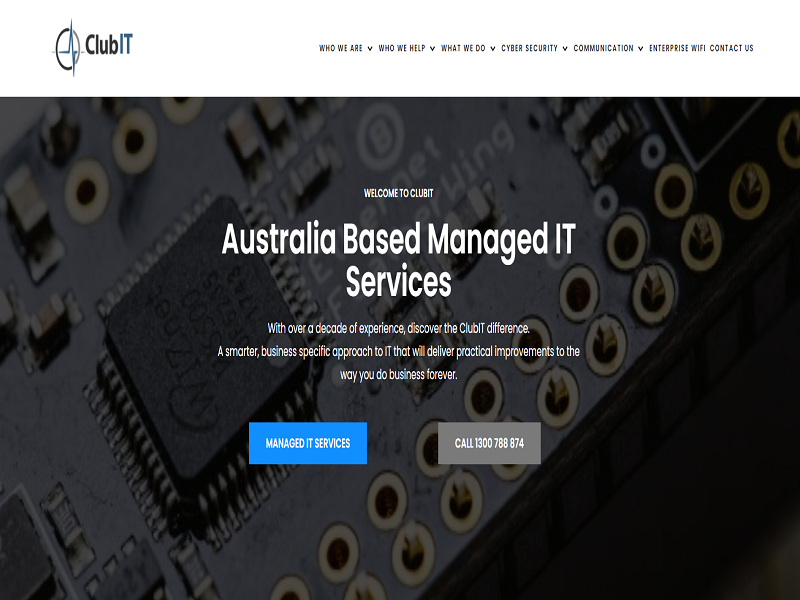 ClubIT
WHO WE ARE WHO WE HELP WHAT WE DO CYBER SECURITY COMMUNICATION ENTERPRISE WIFI CONTACT US
WELCOME TO CLUBIT
Australia Based Managed IT
Services
With over a decade of experience, discover the ClubIT difference.
A smarter, business specific approach to IT that will deliver practical improvements to the
way you do business forever.
MANAGED IT SERVICES CALL 1300 788 874